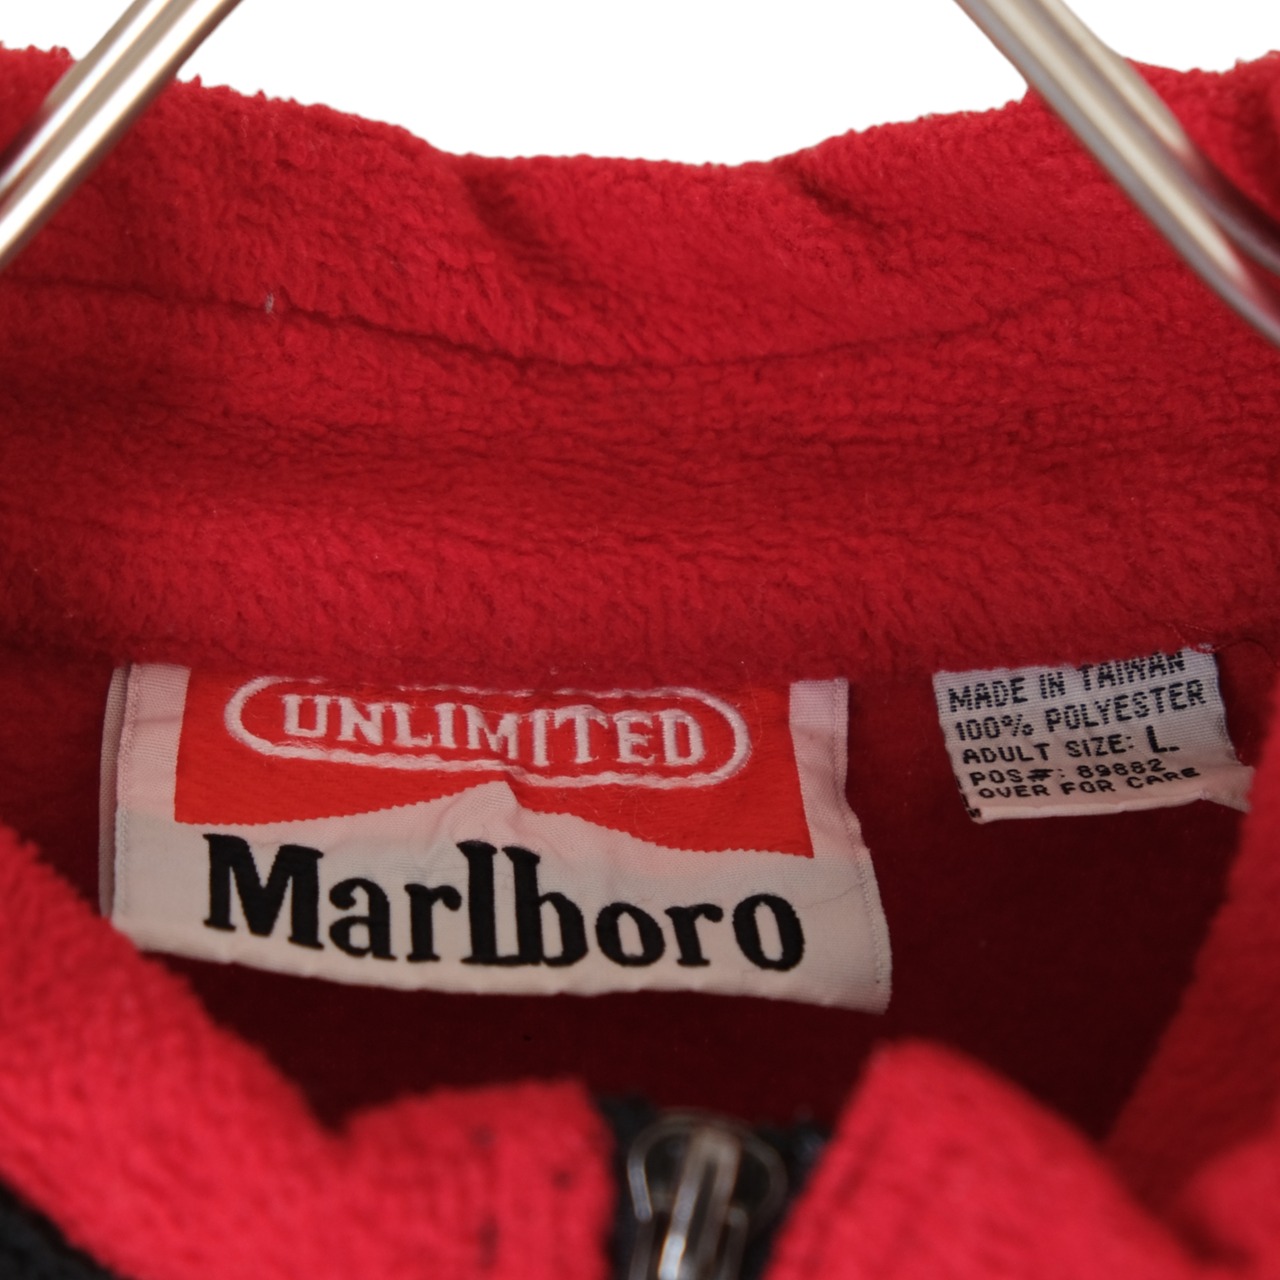 UNLIMITED
Marlboro
MADE IN TAIWAN
100% POLYESTER
ADULT SIZE: L.
POS#: 89882
OVER FOR CARE